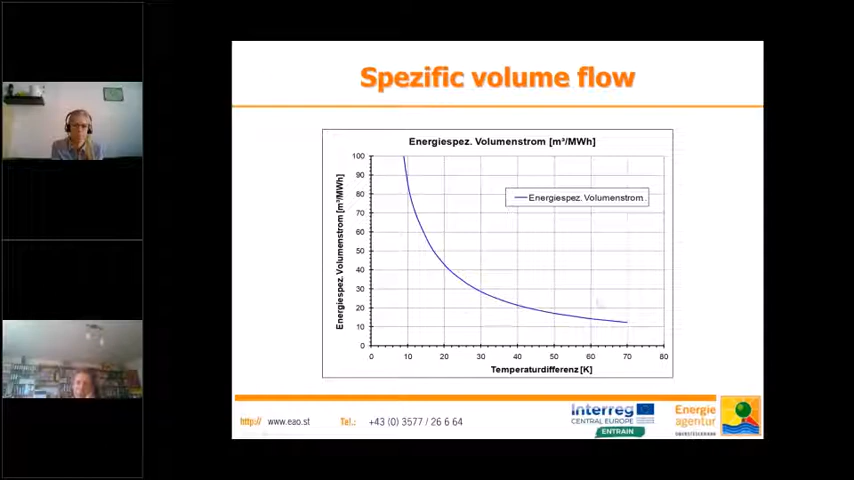 Spezific volume flow
Energiespez. Volumenstrom [m³/MWh]
Energiespez. Volumenstrom [m³/MWh]
100
90
80
70
60
50
40
30
20
10
0
Energiespez. Volumenstrom.
0 10 20 30 40 50 60 70 80
Temperaturdifferenz [K]
http:// www.eao.st Tel.: +43 (0) 3577 / 26 6 64
Interreg
CENTRAL EUROPE
ENTRAIN
Energie
agentur